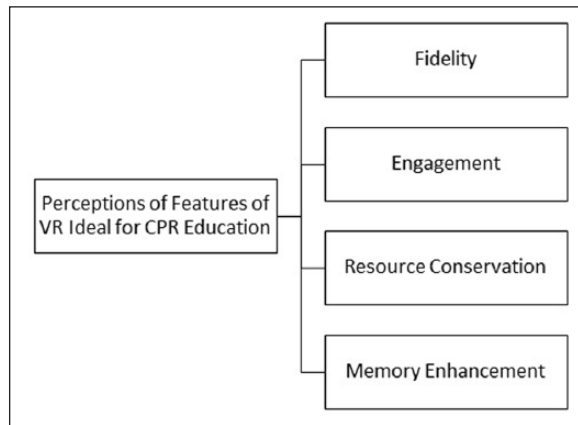 Fidelity
Engagement
Perceptions of Features of
VR Ideal for CPR Education
Resource Conservation
Memory Enhancement